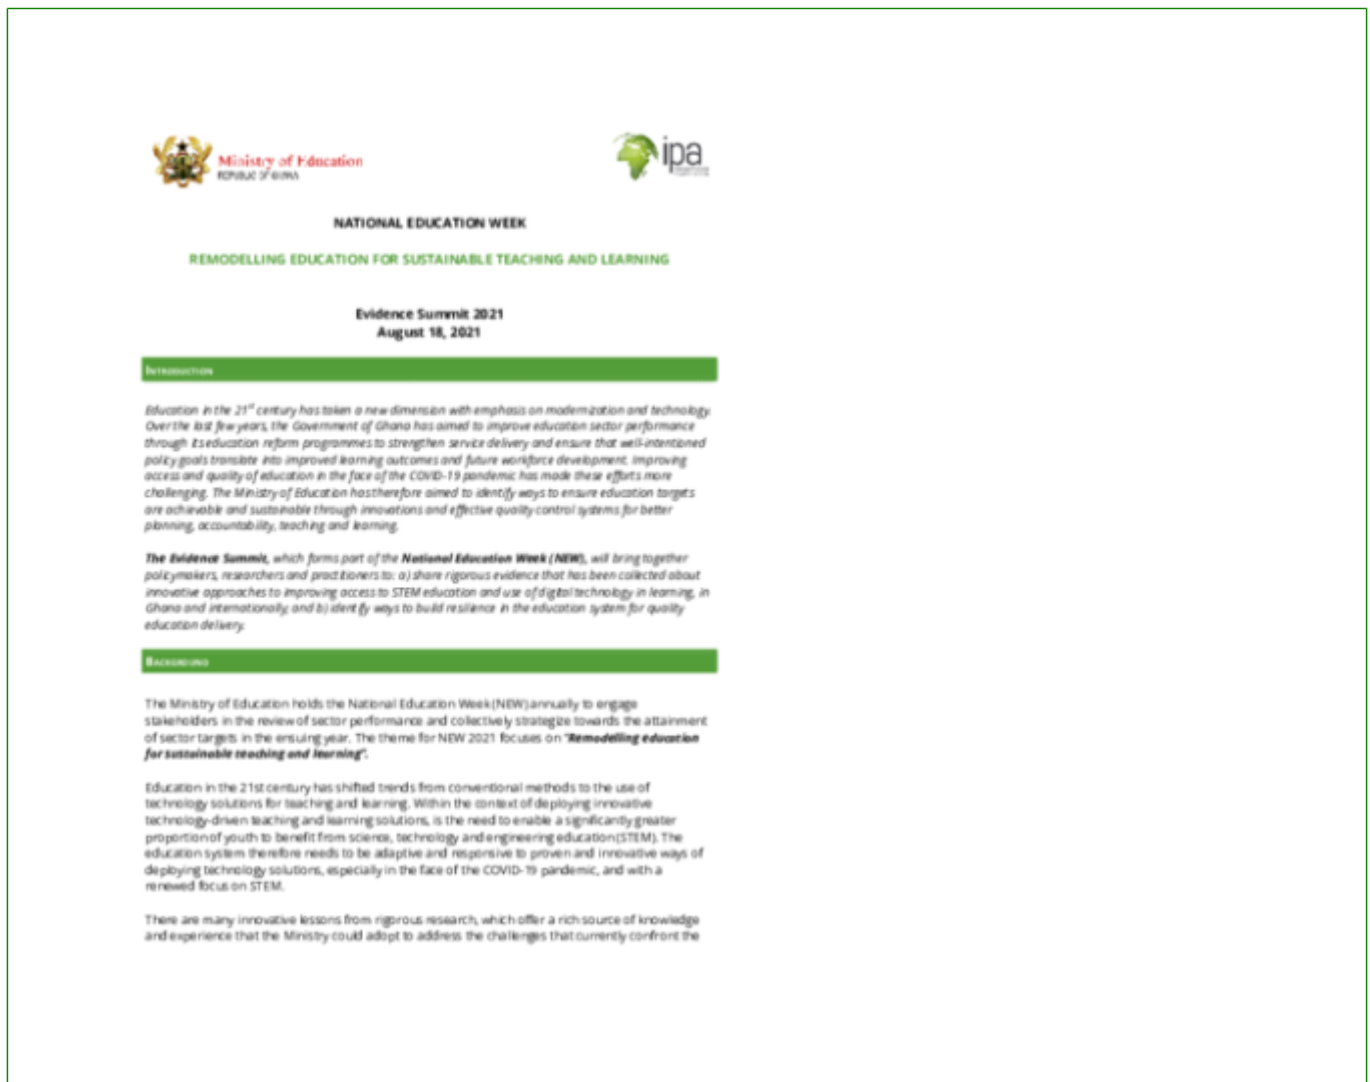 Ministry of Education
REPUBLIC OF GHANA
ipa
NATIONAL EDUCATION WEEK
REMODELLING EDUCATION FOR SUSTAINABLE TEACHING AND LEARNING
Evidence Summit 2021
August 18, 2021
INTRODUCTION
Education in the 21st century has taken a new dimension with emphasis on modernization and technology.
Over the last few years, the Government of Ghana has aimed to improve education sector performance
through its education reform programmes to strengthen service delivery and ensure that well-intentioned
policy goals translate into improved learning outcomes and future workforce development. Improving
access and quality of education in the face of the COVID-19 pandemic has made these efforts more
challenging. The Ministry of Education has therefore aimed to identify ways to ensure education targets
are achievable and sustainable through innovations and effective quality control systems for better
planning, accountability, teaching and learning.
The Evidence Summit, which forms part of the National Education Week (NEW), will bring together
policymakers, researchers and practitioners to: a) share rigorous evidence that has been collected about
innovative approaches to improving access to STEM education and use of digital technology in learning, in
Ghana and internationally; and b) identify ways to build resilience in the education system for quality
education delivery.
BACKGROUND
The Ministry of Education holds the National Education Week (NEW) annually to engage
stakeholders in the review of sector performance and collectively strategize towards the attainment
of sector targets in the ensuing year. The theme for NEW 2021 focuses on "Remodelling education
for sustainable teaching and learning".
Education in the 21st century has shifted trends from conventional methods to the use of
technology solutions for teaching and learning. Within the context of deploying innovative
technology-driven teaching and learning solutions, is the need to enable a significantly greater
proportion of youth to benefit from science, technology and engineering education (STEM). The
education system therefore needs to be adaptive and responsive to proven and innovative ways of
deploying technology solutions, especially in the face of the COVID-19 pandemic, and with a
renewed focus on STEM.
There are many innovative lessons from rigorous research, which offer a rich source of knowledge
and experience that the Ministry could adopt to address the challenges that currently confront the